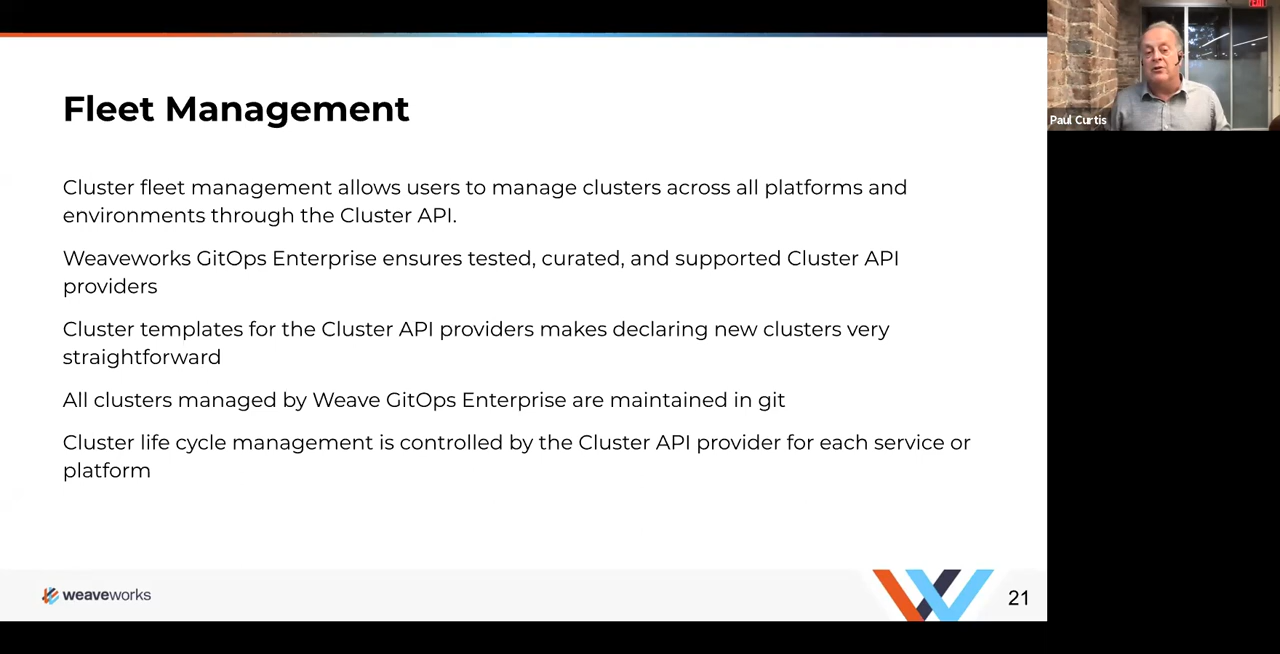 Fleet Management
Cluster fleet management allows users to manage clusters across all platforms and
environments through the Cluster API.
Weaveworks GitOps Enterprise ensures tested, curated, and supported Cluster API
providers
Cluster templates for the Cluster API providers makes declaring new clusters very
straightforward
All clusters managed by Weave GitOps Enterprise are maintained in git
Cluster life cycle management is controlled by the Cluster API provider for each service or
platform
weaveworks
21
EXIT
Paul Curtis